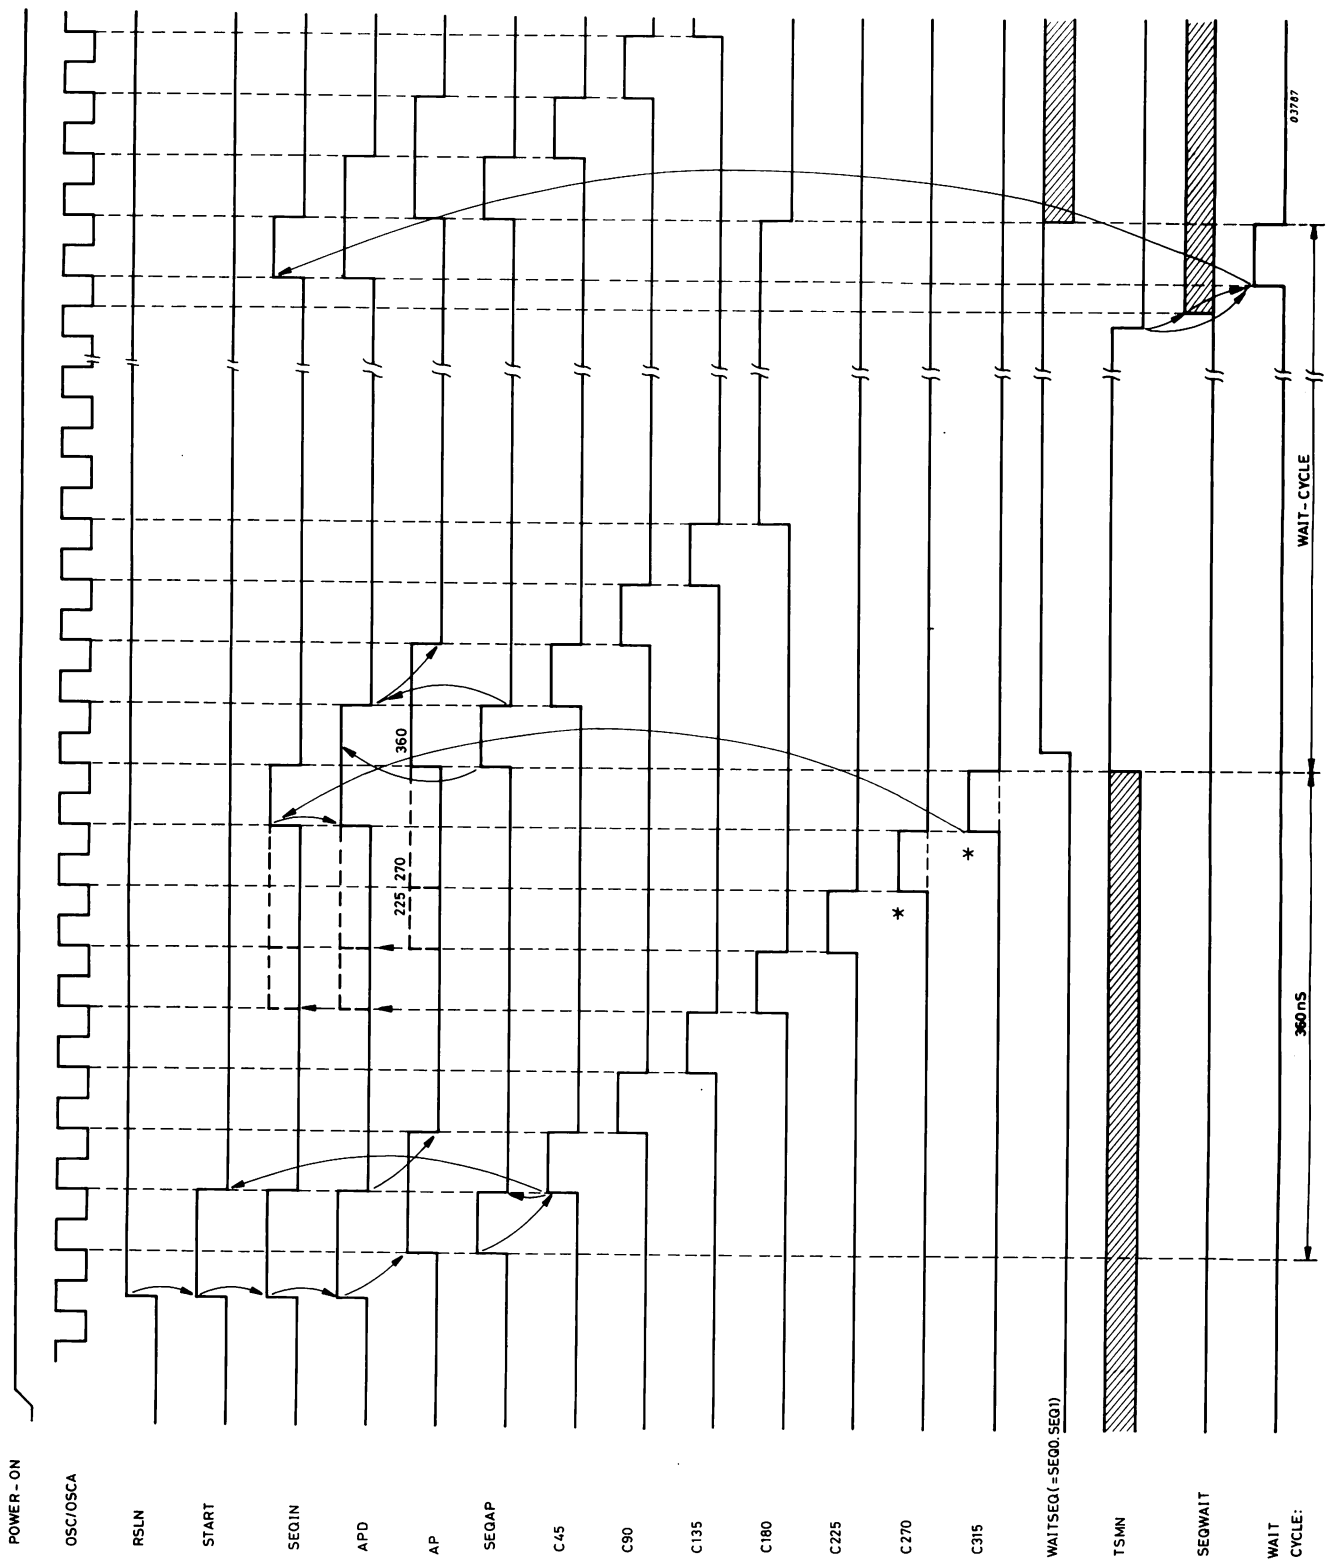 POWER-ON
OSC/OSCA
RSLN
START
SEQIN
APD
AP
225 270 360
SEQAP
C45
C90
C135
C180
C225
C270
*
C315
*
WAITSEQ(=SEQ0.SEQ1)
TSMN
SEQWAIT
WAIT
CYCLE:
360nS
WAIT-CYCLE
03787